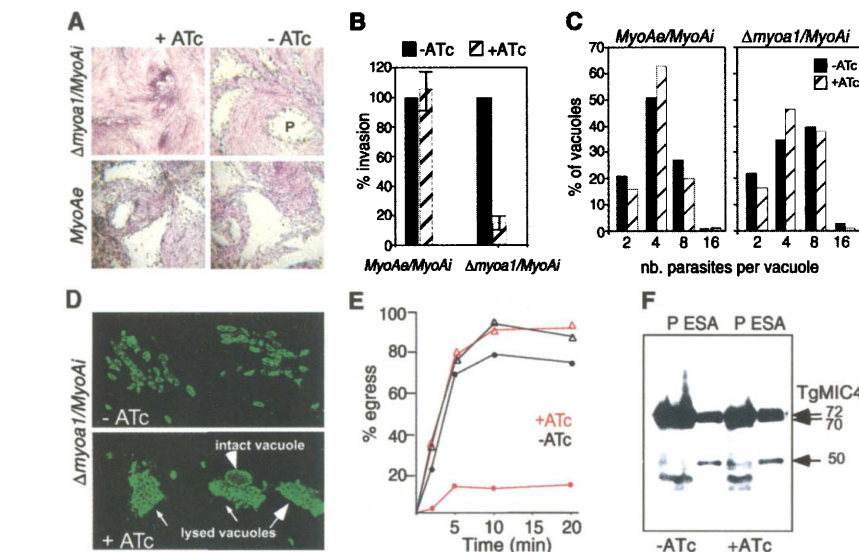 A
+ ATc - ATc
Δmyoa1/MyoAi
P
MyoAe
B
-ATc +ATc
% invasion
120
100
80
60
40
20
0
MyoAe/MyoAi Δmyoa1/MyoAi
C
MyoAe/MyoAi Δmyoa1/MyoAi
-ATc
+ATc
% of vacuoles
70
60
50
40
30
20
10
0
2 4 8 16 2 4 8 16
nb. parasites per vacuole
D
Δmyoa1/MyoAi
- ATc
intact vacuole
lysed vacuoles
+ ATc
E
% egress
100
80
60
40
20
+ATc
-ATc
5 10 (min) 15 20
Time (min)
F
P ESA P ESA
TgMIC4
72
70
50
-ATc +ATc